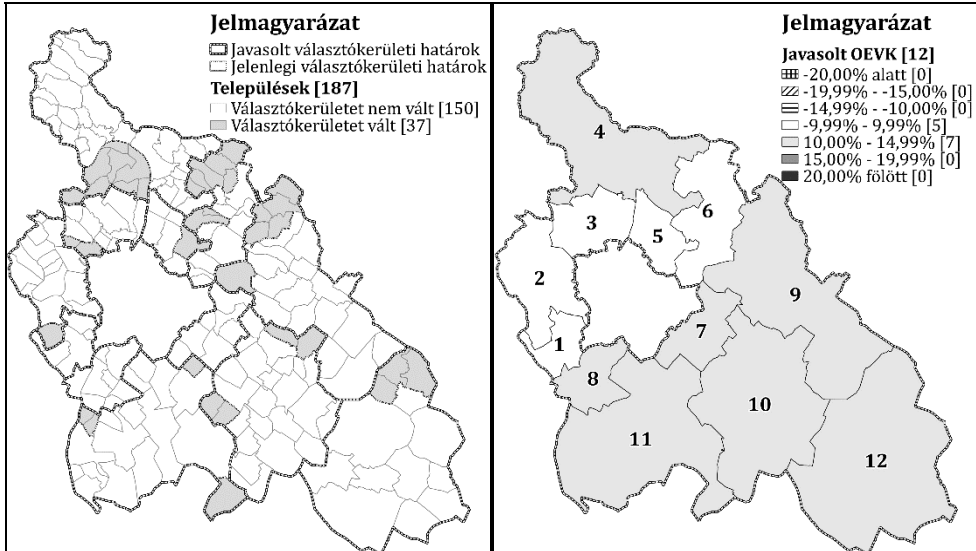 Jelmagyarázat
Javasolt választókerületi határok
Jelenlegi választókerületi határok
Települések [187]
Választókerületet nem vált [150]
Választókerületet vált [37]
Jelmagyarázat
Javasolt OEVK [12]
-20,00% alatt [0]
-19,99% - -15,00% [0]
-14,99% - -10,00% [0]
-9,99% - 9,99% [5]
10,00% - 14,99% [7]
15,00% - 19,99% [0]
20,00% fölött [0]
4
6
3
5
2
9
7
1
8
10
11
12